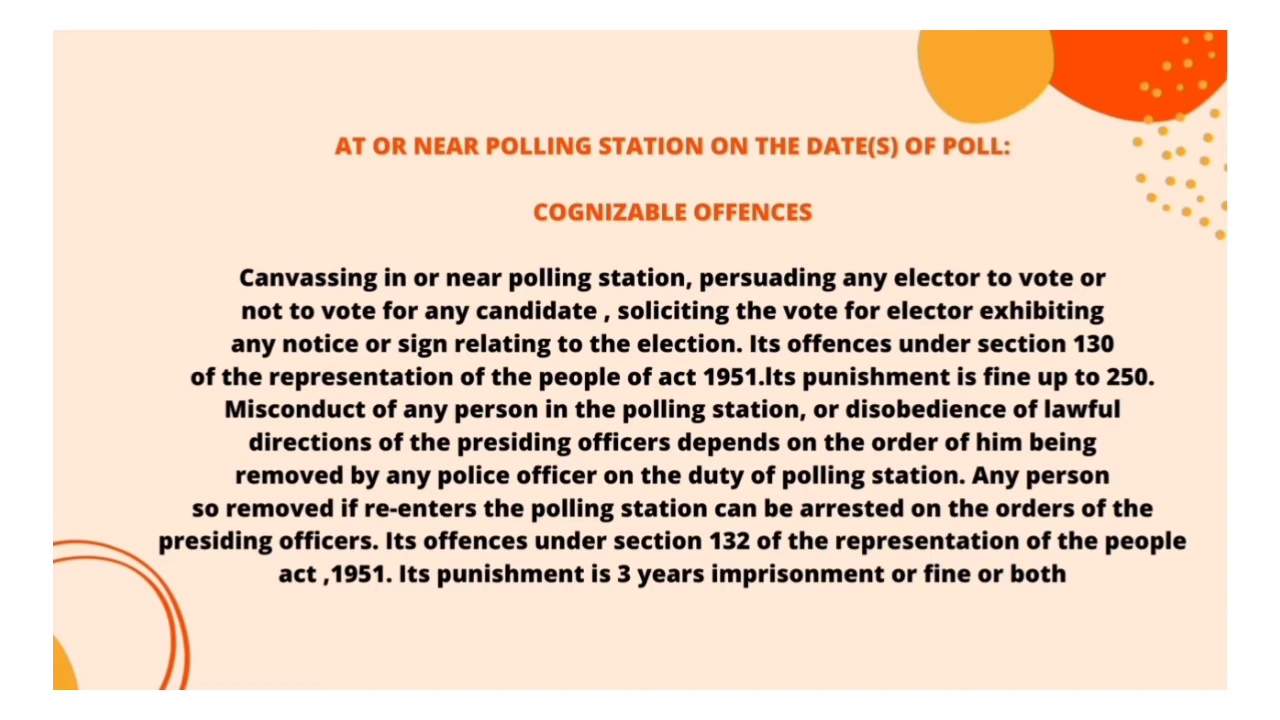 AT OR NEAR POLLING STATION ON THE DATE(S) OF POLL:
COGNIZABLE OFFENCES
Canvassing in or near polling station, persuading any elector to vote or
not to vote for any candidate , soliciting the vote for elector exhibiting
any notice or sign relating to the election. Its offences under section 130
of the representation of the people of act 1951.Its punishment is fine up to 250.
Misconduct of any person in the polling station, or disobedience of lawful
directions of the presiding officers depends on the order of him being
removed by any police officer on the duty of polling station. Any person
so removed if re-enters the polling station can be arrested on the orders of the
presiding officers. Its offences under section 132 of the representation of the people
act ,1951. Its punishment is 3 years imprisonment or fine or both